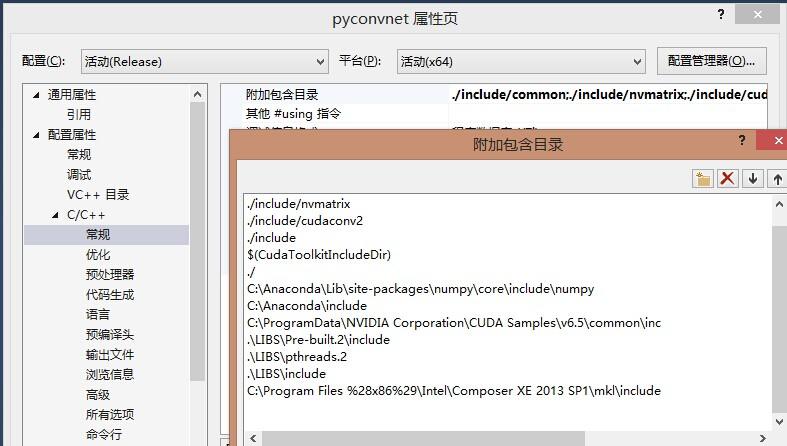 pyconvnet 属性页
配置(C): 活动(Release) 平台(P): 活动(x64) 配置管理器(O)...
通用属性
引用
配置属性
常规
调试
VC++ 目录
C/C++
常规
优化
预处理器
代码生成
语言
预编译头
输出文件
浏览信息
高级
所有选项
命令行
附加包含目录 ./include/common;./include/nvmatrix;./include/cud
其他 #using 指令
附加包含目录
./include/nvmatrix
./include/cudaconv2
./include
$(CudaToolkitIncludeDir)
./
C:\Anaconda\Lib\site-packages\numpy\core\include\numpy
C:\Anaconda\include
C:\ProgramData\NVIDIA Corporation\CUDA Samples\v6.5\common\inc
.\LIBS\Pre-built.2\include
.\LIBS\pthreads.2
.\LIBS\include
C:\Program Files %28x86%29\Intel\Composer XE 2013 SP1\mkl\include